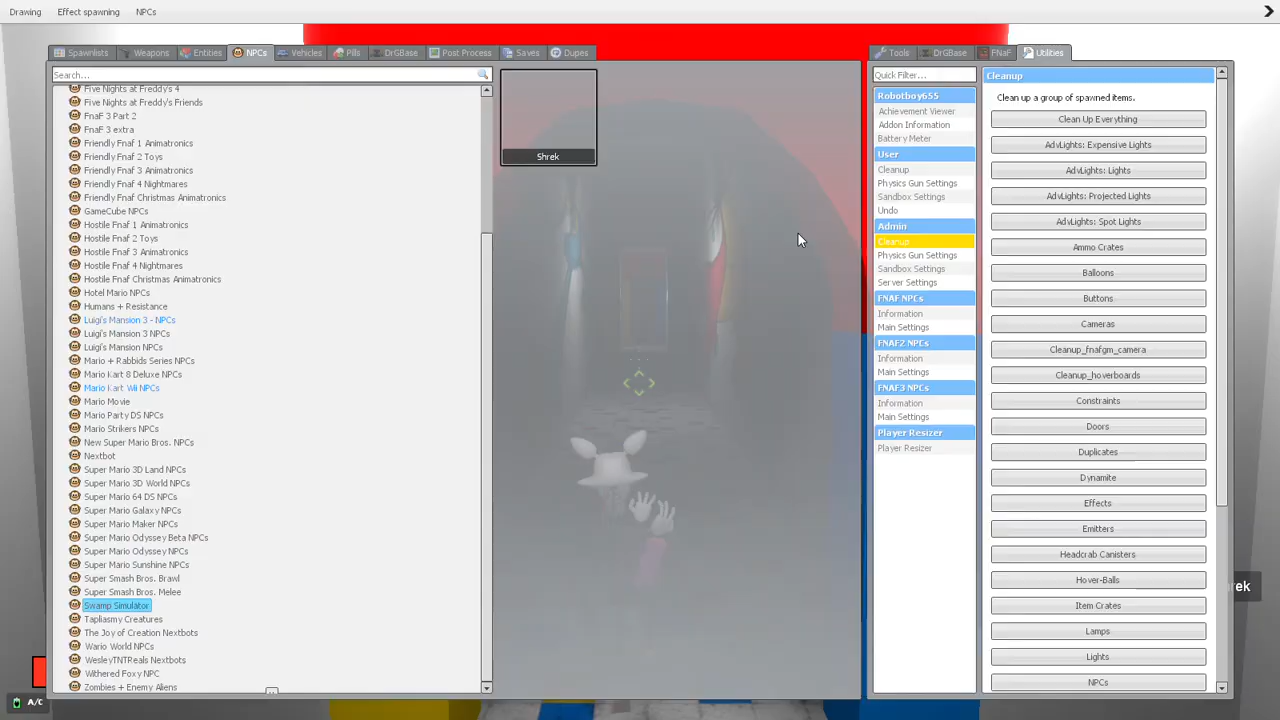 Drawing Effect spawning NPCs
Spawnlists Weapons Entities NPCs Vehicles Pills DrGBase Post Process Saves Dupes
Search...
Five Nights at Freddy's 4
Five Nights at Freddy's Friends
FnaF 3 Part 2
FnaF 3 extra
Friendly Fnaf 1 Animatronics
Friendly Fnaf 2 Toys
Friendly Fnaf 3 Animatronics
Friendly Fnaf 4 Nightmares
Friendly Fnaf Christmas Animatronics
GameCube NPCs
Hostile Fnaf 1 Animatronics
Hostile Fnaf 2 Toys
Hostile Fnaf 3 Animatronics
Hostile Fnaf 4 Nightmares
Hostile Fnaf Christmas Animatronics
Hotel Mario NPCs
Humans + Resistance
Luigi's Mansion 3 - NPCs
Luigi's Mansion 3 NPCs
Luigi's Mansion NPCs
Mario + Rabbids Series NPCs
Mario Kart 8 Deluxe NPCs
Mario Kart Wii NPCs
Mario Movie
Mario Party DS NPCs
Mario Strikers NPCs
New Super Mario Bros. NPCs
Nextbot
Super Mario 3D Land NPCs
Super Mario 3D World NPCs
Super Mario 64 DS NPCs
Super Mario Galaxy NPCs
Super Mario Maker NPCs
Super Mario Odyssey Beta NPCs
Super Mario Odyssey NPCs
Super Mario Sunshine NPCs
Super Smash Bros. Brawl
Super Smash Bros. Melee
Swamp Simulator
Tapliasmy Creatures
The Joy of Creation Nextbots
Wario World NPCs
WesleyTNTReals Nextbots
Withered Foxy NPC
Zombies + Enemy Aliens
Shrek
Tools DrGBase FNaF Utilities
Quick Filter...
Robotboy655
Achievement Viewer
Addon Information
Battery Meter
User
Cleanup
Physics Gun Settings
Sandbox Settings
Undo
Admin
Cleanup
Physics Gun Settings
Sandbox Settings
Server Settings
FNAF NPCs
Information
Main Settings
FNAF2 NPCs
Information
Main Settings
FNAF3 NPCs
Information
Main Settings
Player Resizer
Player Resizer
Cleanup
Clean up a group of spawned items.
Clean Up Everything
AdvLights: Expensive Lights
AdvLights: Lights
AdvLights: Projected Lights
AdvLights: Spot Lights
Ammo Crates
Balloons
Buttons
Cameras
Cleanup_fnafgm_camera
Cleanup_hoverboards
Constraints
Doors
Duplicates
Dynamite
Effects
Emitters
Headcrab Canisters
Hover-Balls
Item Crates
Lamps
Lights
NPCs
rek
A/C